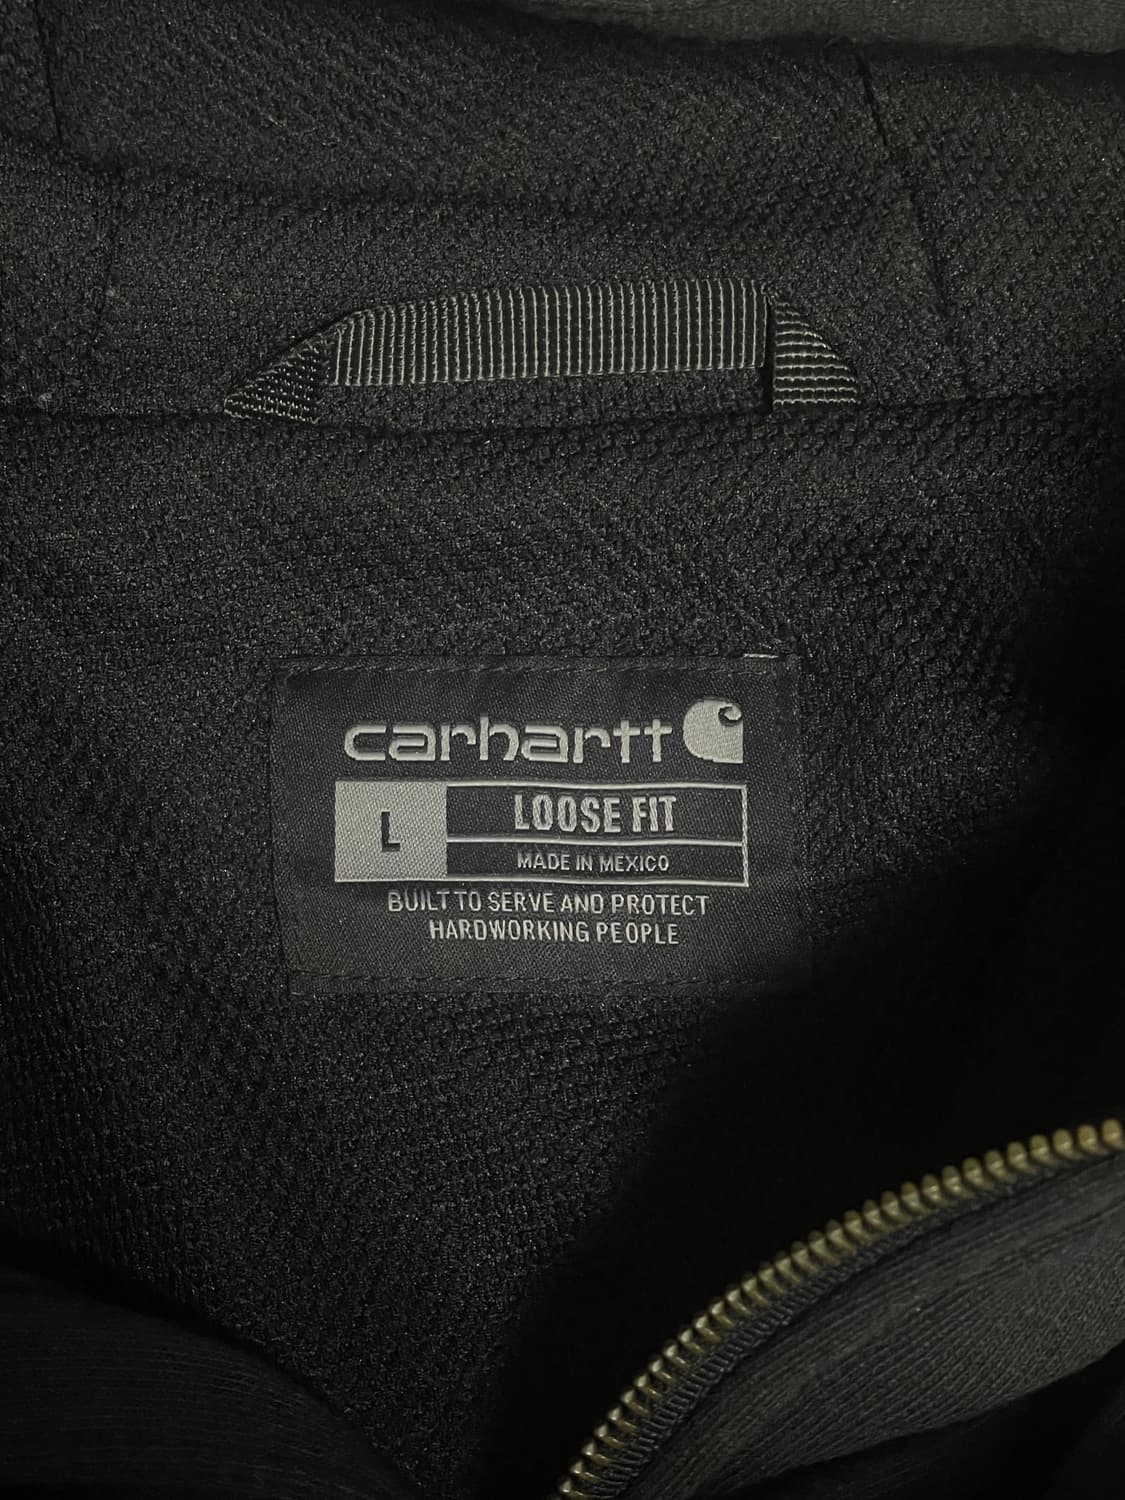 carhartt
L
LOOSE FIT
MADE IN MEXICO
BUILT TO SERVE AND PROTECT
HARDWORKING PEOPLE